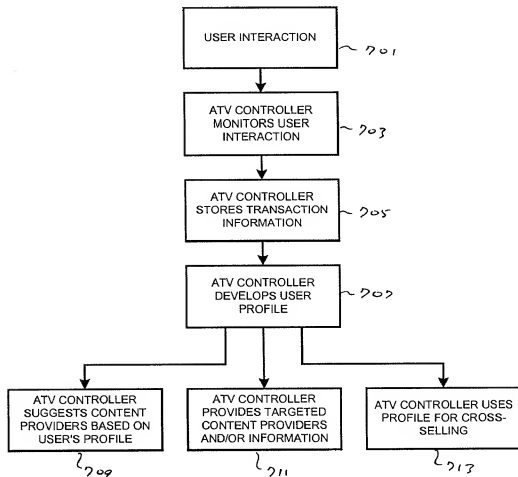 USER INTERACTION
701
ATV CONTROLLER
MONITORS USER
INTERACTION
703
ATV CONTROLLER
STORES TRANSACTION
INFORMATION
705
ATV CONTROLLER
DEVELOPS USER
PROFILE
707
ATV CONTROLLER
SUGGESTS CONTENT
PROVIDERS BASED ON
USER'S PROFILE
709
ATV CONTROLLER
PROVIDES TARGETED
CONTENT PROVIDERS
AND/OR INFORMATION
711
ATV CONTROLLER USES
PROFILE FOR CROSS-
SELLING
713